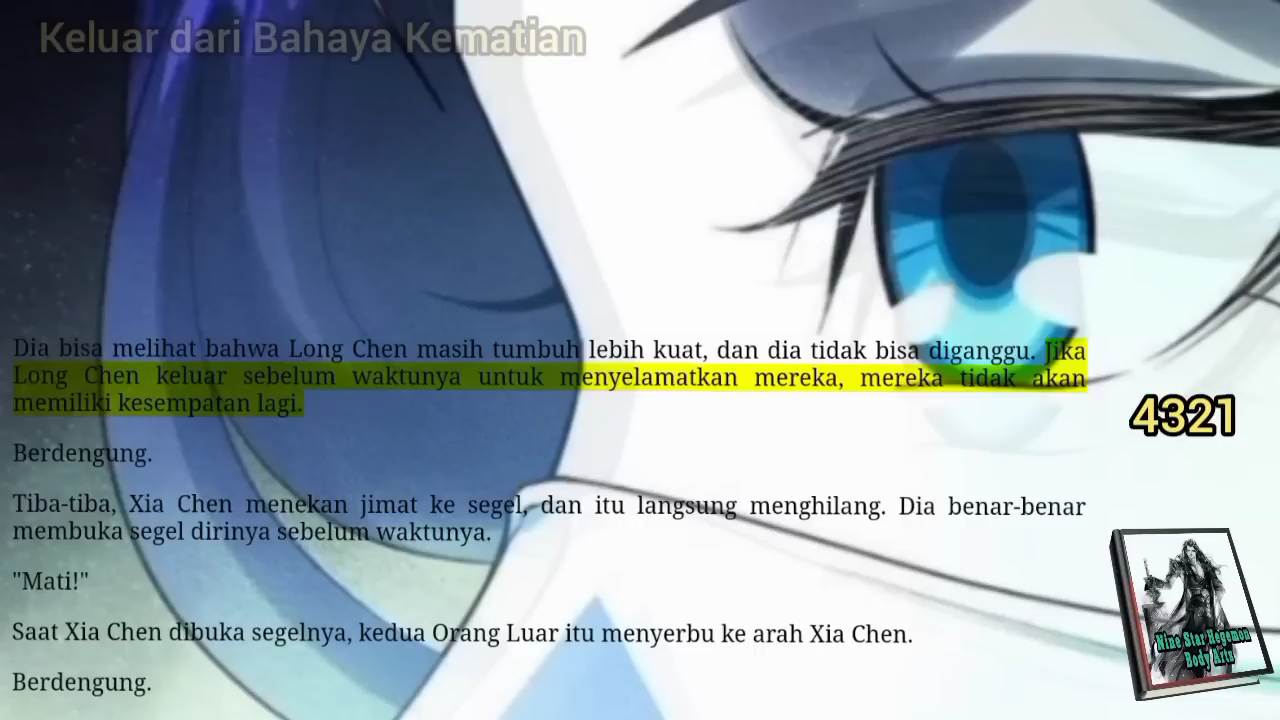 Keluar dari Bahaya Kematian
Dia bisa melihat bahwa Long Chen masih tumbuh lebih kuat, dan dia tidak bisa diganggu. Jika
Long Chen keluar sebelum waktunya untuk menyelamatkan mereka, mereka tidak akan
memiliki kesempatan lagi.
Berdengung.
Tiba-tiba, Xia Chen menekan jimat ke segel, dan itu langsung menghilang. Dia benar-benar
membuka segel dirinya sebelum waktunya.
"Mati!"
Saat Xia Chen dibuka segelnya, kedua Orang Luar itu menyerbu ke arah Xia Chen.
Berdengung.
4321
Nine Star Hegemon
Body Arts